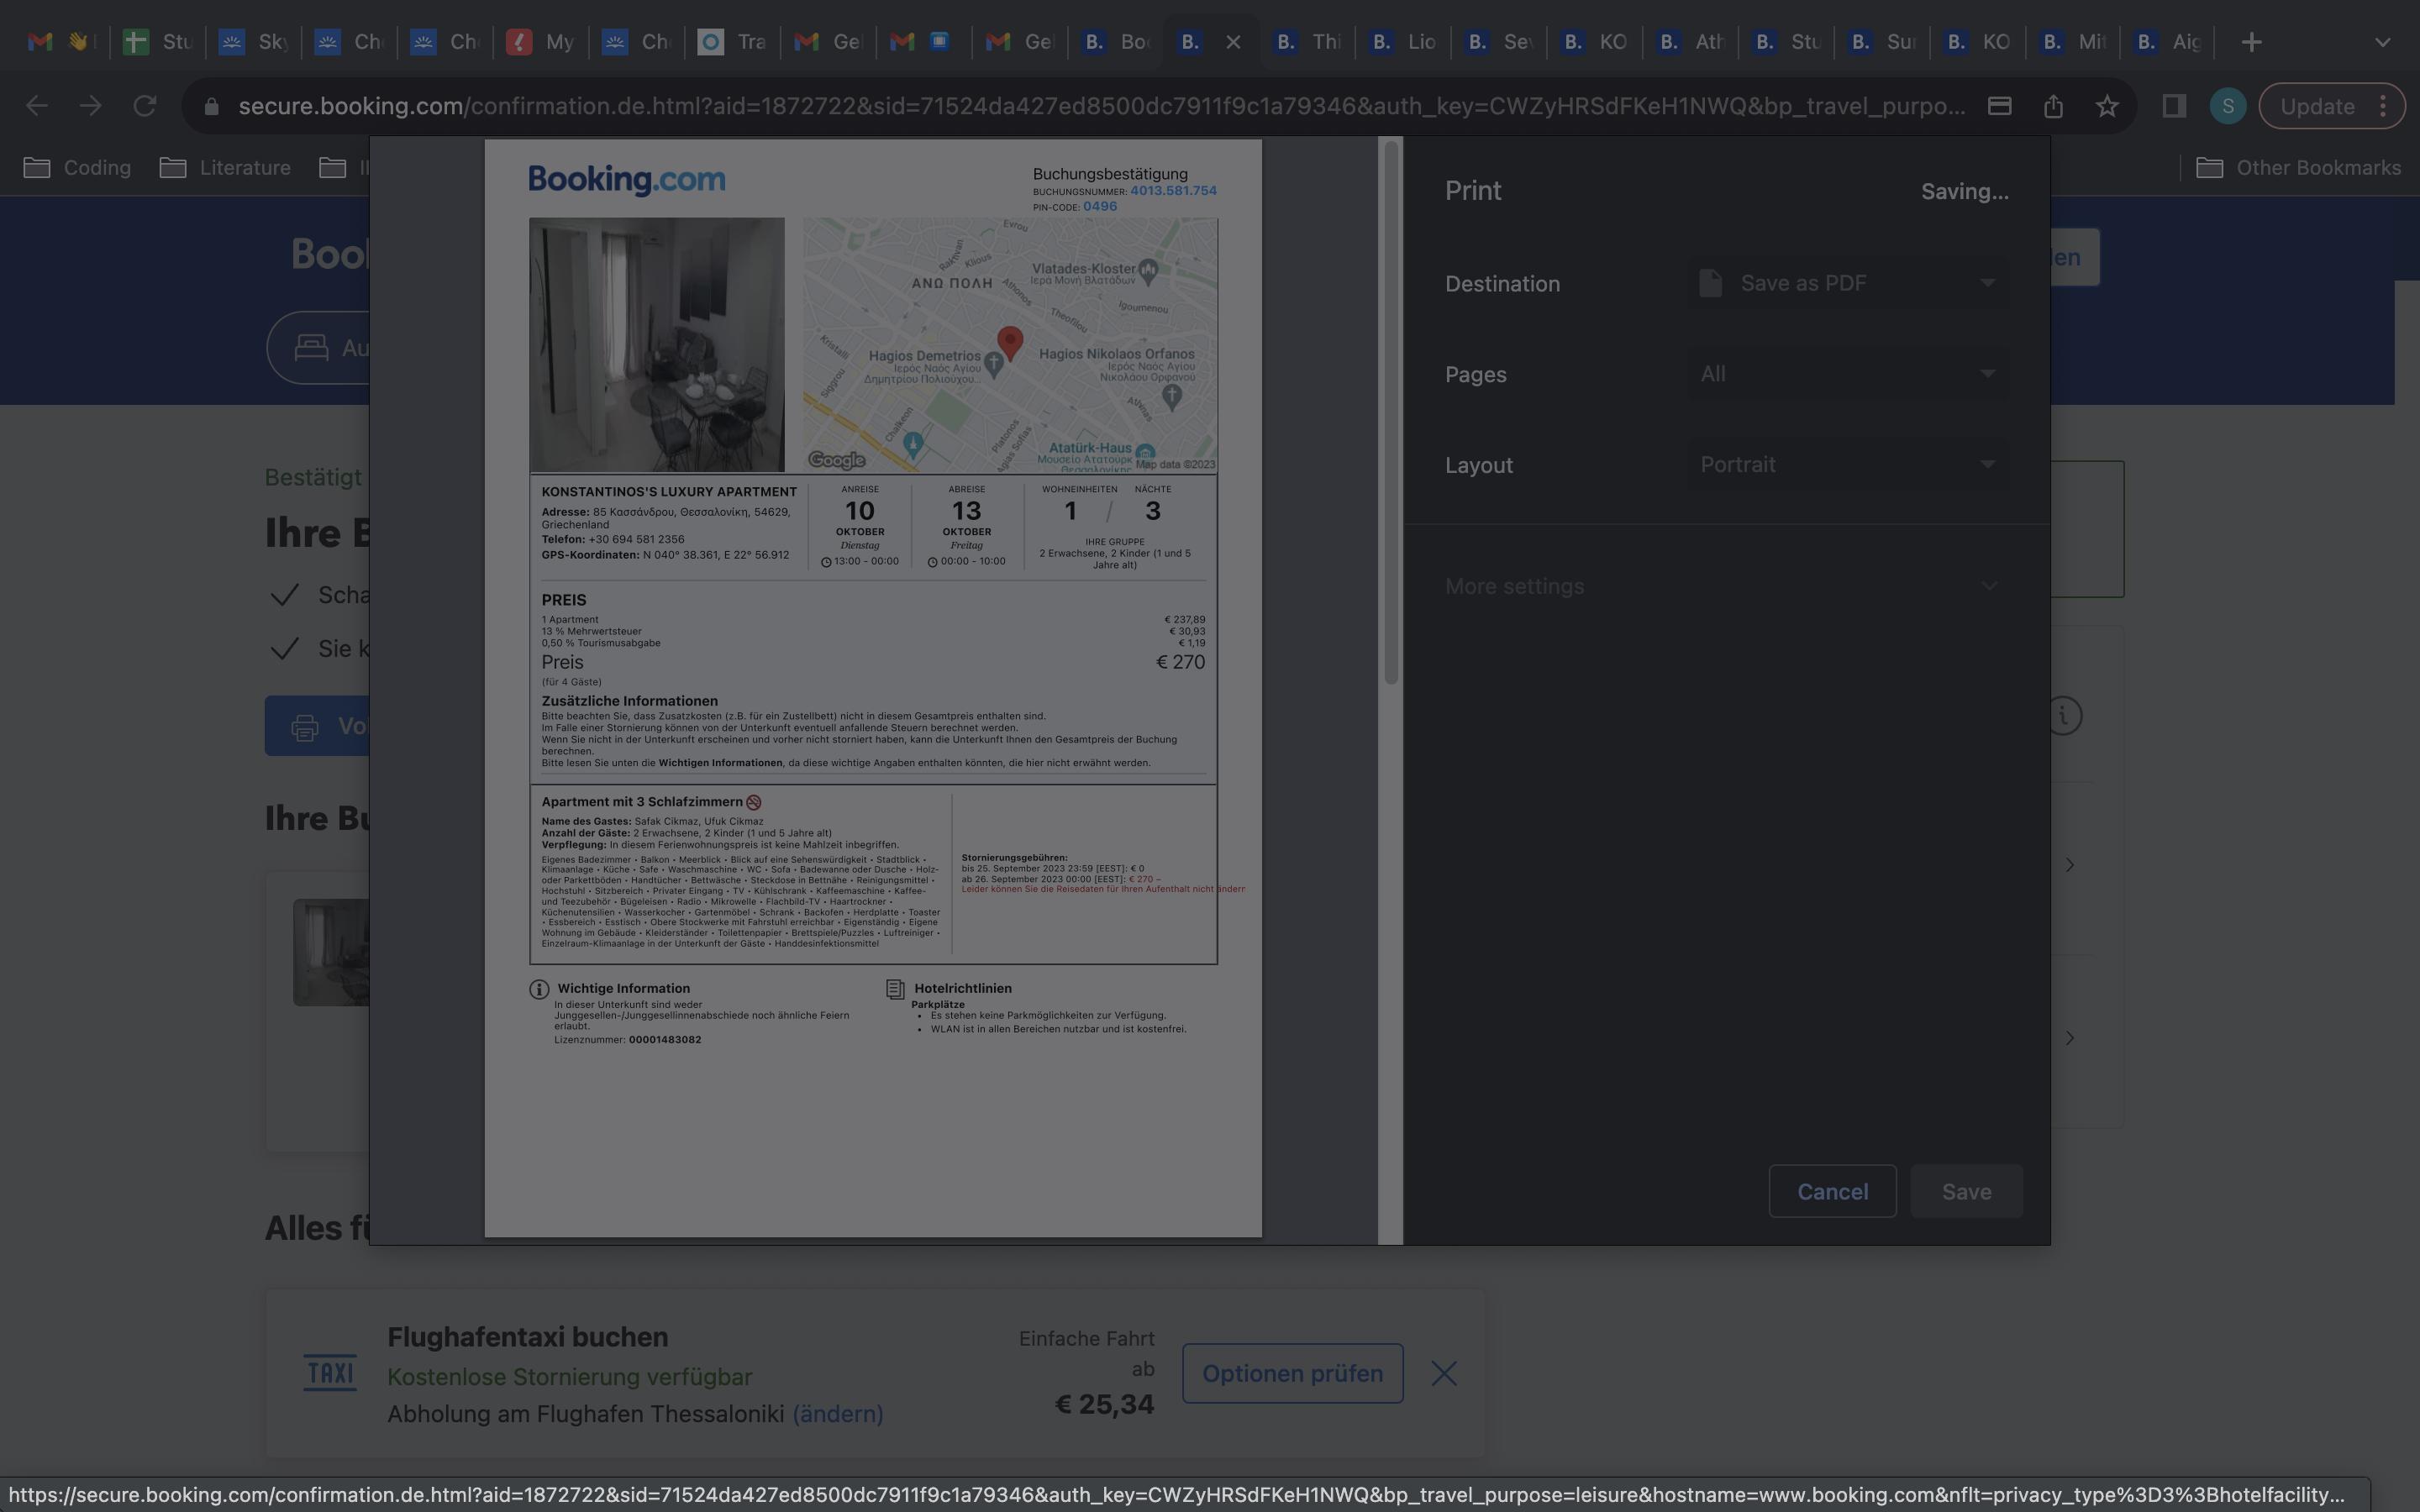 Stu
Sky
Ch
Ch
My
Ch
Tra
Ge
Ge
B. Bo
B.
B. Thi
B. Lio
B. Sev
B. KO
B. Ath
B. Stu
B. Sur
B. KO
B. Mit
B. Aig
secure.booking.com/confirmation.de.html?aid=1872722&sid=71524da427ed8500dc7911f9c1a79346&auth_key=CWZyHRSdFKeH1NWQ&bp_travel_purpo...
S
Update
Coding
Literature
Other Bookmarks
Booking.com
Buchungsbestätigung
BUCHUNGSNUMMER: 4013.581.754
PIN-CODE: 0496
Evrou
Rakrivan
Klious
Vlatades-Kloster
Ιερά Μονή Βλατάδων
ΑΝΩ ΠΟΛΗ
Athonos
Igoumenou
Theofilou
Kristalli
Hagios Demetrios
Ιερός Ναός Αγίου
Δημητρίου Πολιούχου...
Hagios Nikolaos Orfanos
Ιερός Ναός Αγίου
Νικολάου Ορφανού
Siggrou
Athinas
Chalkeon
Platonos
Agias Sofias
Atatürk-Haus
Μουσείο Ατατούρκ
Θεσσαλονίκης
Google
Map data ©2023
KONSTANTINOS'S LUXURY APARTMENT
Adresse: 85 Κασσάνδρου, Θεσσαλονίκη, 54629,
Griechenland
Telefon: +30 694 581 2356
GPS-Koordinaten: N 040° 38.361, E 22° 56.912
ANREISE
10
OKTOBER
Dienstag
13:00 - 00:00
ABREISE
13
OKTOBER
Freitag
00:00 - 10:00
WOHNEINHEITEN NÄCHTE
1 / 3
IHRE GRUPPE
2 Erwachsene, 2 Kinder (1 und 5
Jahre alt)
PREIS
1 Apartment € 237,89
13 % Mehrwertsteuer € 30,93
0,50 % Tourismusabgabe € 1,19
Preis € 270
(für 4 Gäste)
Zusätzliche Informationen
Bitte beachten Sie, dass Zusatzkosten (z.B. für ein Zustellbett) nicht in diesem Gesamtpreis enthalten sind.
Im Falle einer Stornierung können von der Unterkunft eventuell anfallende Steuern berechnet werden.
Wenn Sie nicht in der Unterkunft erscheinen und vorher nicht storniert haben, kann die Unterkunft Ihnen den Gesamtpreis der Buchung
berechnen.
Bitte lesen Sie unten die Wichtigen Informationen, da diese wichtige Angaben enthalten könnten, die hier nicht erwähnt werden.
Apartment mit 3 Schlafzimmern
Name des Gastes: Safak Cikmaz, Ufuk Cikmaz
Anzahl der Gäste: 2 Erwachsene, 2 Kinder (1 und 5 Jahre alt)
Verpflegung: In diesem Ferienwohnungspreis ist keine Mahlzeit inbegriffen.
Eigenes Badezimmer • Balkon • Meerblick • Blick auf eine Sehenswürdigkeit • Stadtblick •
Klimaanlage • Küche • Safe • Waschmaschine • WC • Sofa • Badewanne oder Dusche • Holz-
oder Parkettböden • Handtücher • Bettwäsche • Steckdose in Bettnähe • Reinigungsmittel •
Hochstuhl • Sitzbereich • Privater Eingang • TV • Kühlschrank • Kaffeemaschine • Kaffee-
und Teezubehör • Bügeleisen • Radio • Mikrowelle • Flachbild-TV • Haartrockner •
Küchenutensilien • Wasserkocher • Gartenmöbel • Schrank • Backofen • Herdplatte • Toaster
• Essbereich • Esstisch • Obere Stockwerke mit Fahrstuhl erreichbar • Eigenständig • Eigene
Wohnung im Gebäude • Kleiderständer • Toilettenpapier • Brettspiele/Puzzles • Luftreiniger •
Einzelraum-Klimaanlage in der Unterkunft der Gäste • Handdesinfektionsmittel
Stornierungsgebühren:
bis 25. September 2023 23:59 [EEST]: € 0
ab 26. September 2023 00:00 [EEST]: € 270 –
Leider können Sie die Reisedaten für Ihren Aufenthalt nicht ändern
Wichtige Information
In dieser Unterkunft sind weder
Junggesellen-/Junggesellinnenabschiede noch ähnliche Feiern
erlaubt.
Lizenznummer: 00001483082
Hotelrichtlinien
Parkplätze
• Es stehen keine Parkmöglichkeiten zur Verfügung.
• WLAN ist in allen Bereichen nutzbar und ist kostenfrei.
Print
Saving...
Destination
Save as PDF
Pages
All
Layout
Portrait
More settings
Cancel
Save
Boo
Au
en
Bestätigt
Ihre B
Scha
Sie k
Vol
Ihre Bu
Alles fü
TAXI
Flughafentaxi buchen
Kostenlose Stornierung verfügbar
Abholung am Flughafen Thessaloniki (ändern)
Einfache Fahrt
ab
€ 25,34
Optionen prüfen
https://secure.booking.com/confirmation.de.html?aid=1872722&sid=71524da427ed8500dc7911f9c1a79346&auth_key=CWZyHRSdFKeH1NWQ&bp_travel_purpose=leisure&hostname=www.booking.com&nflt=privacy_type%3D3%3Bhotelfacility...